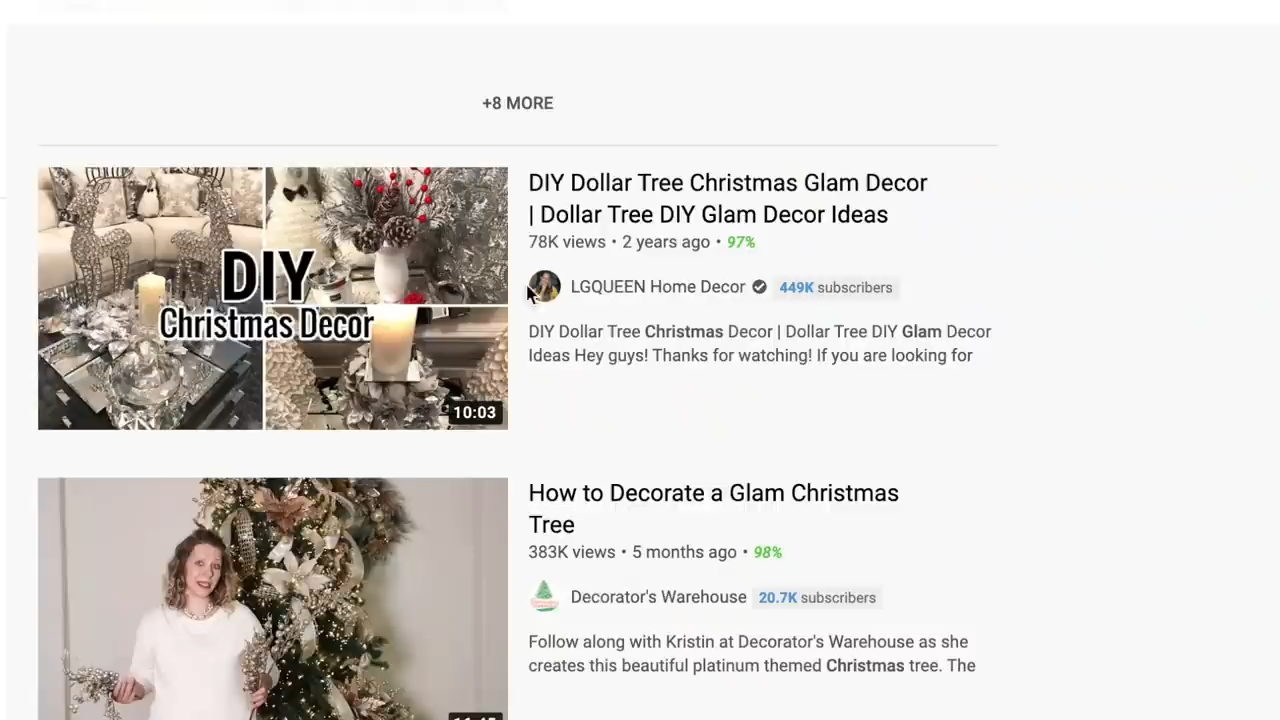 +8 MORE
DIY
Christmas Decor
10:03
DIY Dollar Tree Christmas Glam Decor
| Dollar Tree DIY Glam Decor Ideas
78K views • 2 years ago • 97%
LGQUEEN Home Decor 449K subscribers
DIY Dollar Tree Christmas Decor | Dollar Tree DIY Glam Decor
Ideas Hey guys! Thanks for watching! If you are looking for
How to Decorate a Glam Christmas
Tree
383K views • 5 months ago • 98%
Decorator's Warehouse 20.7K subscribers
Follow along with Kristin at Decorator's Warehouse as she
creates this beautiful platinum themed Christmas tree. The